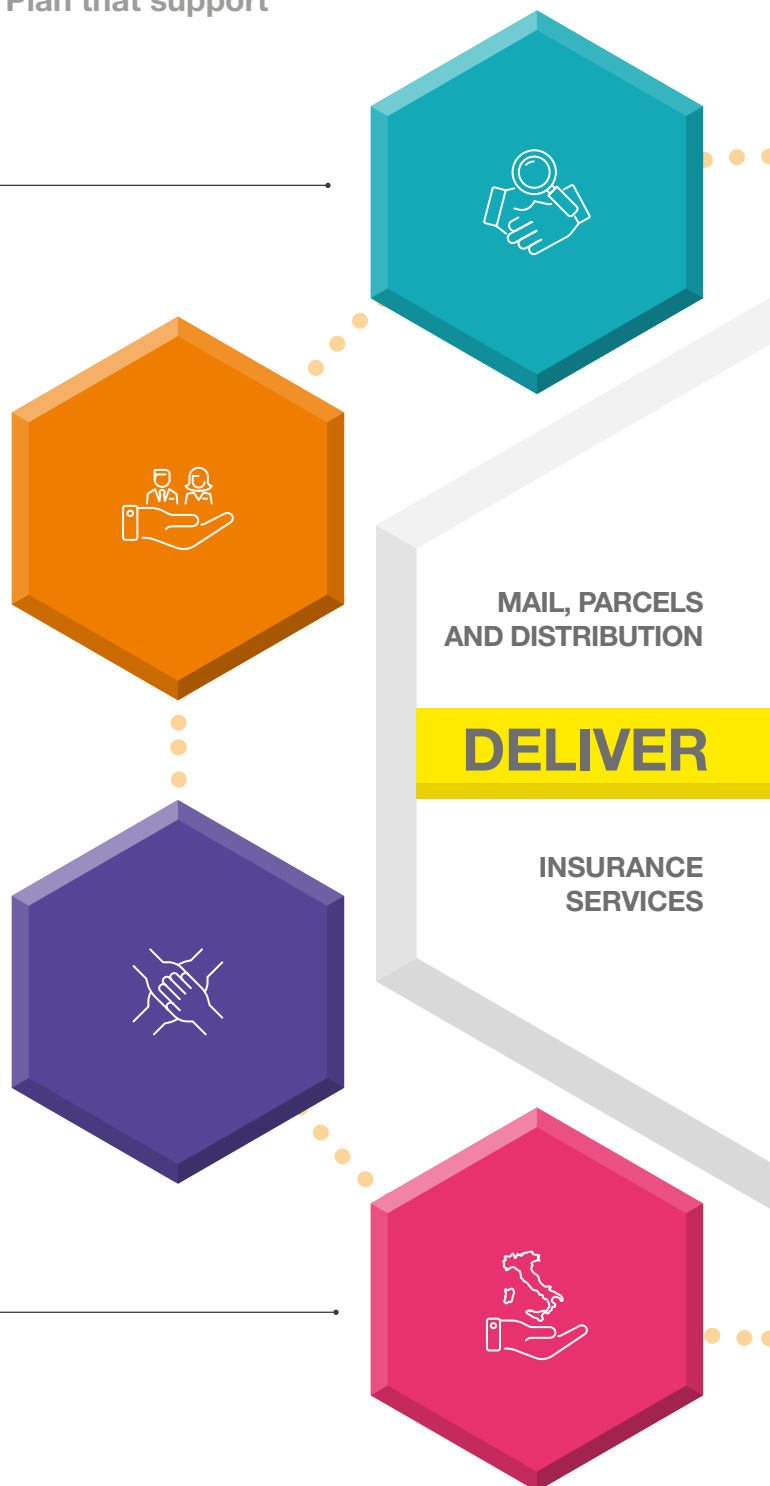 Plan that support
MAIL, PARCELS
AND DISTRIBUTION
DELIVER
INSURANCE
SERVICES